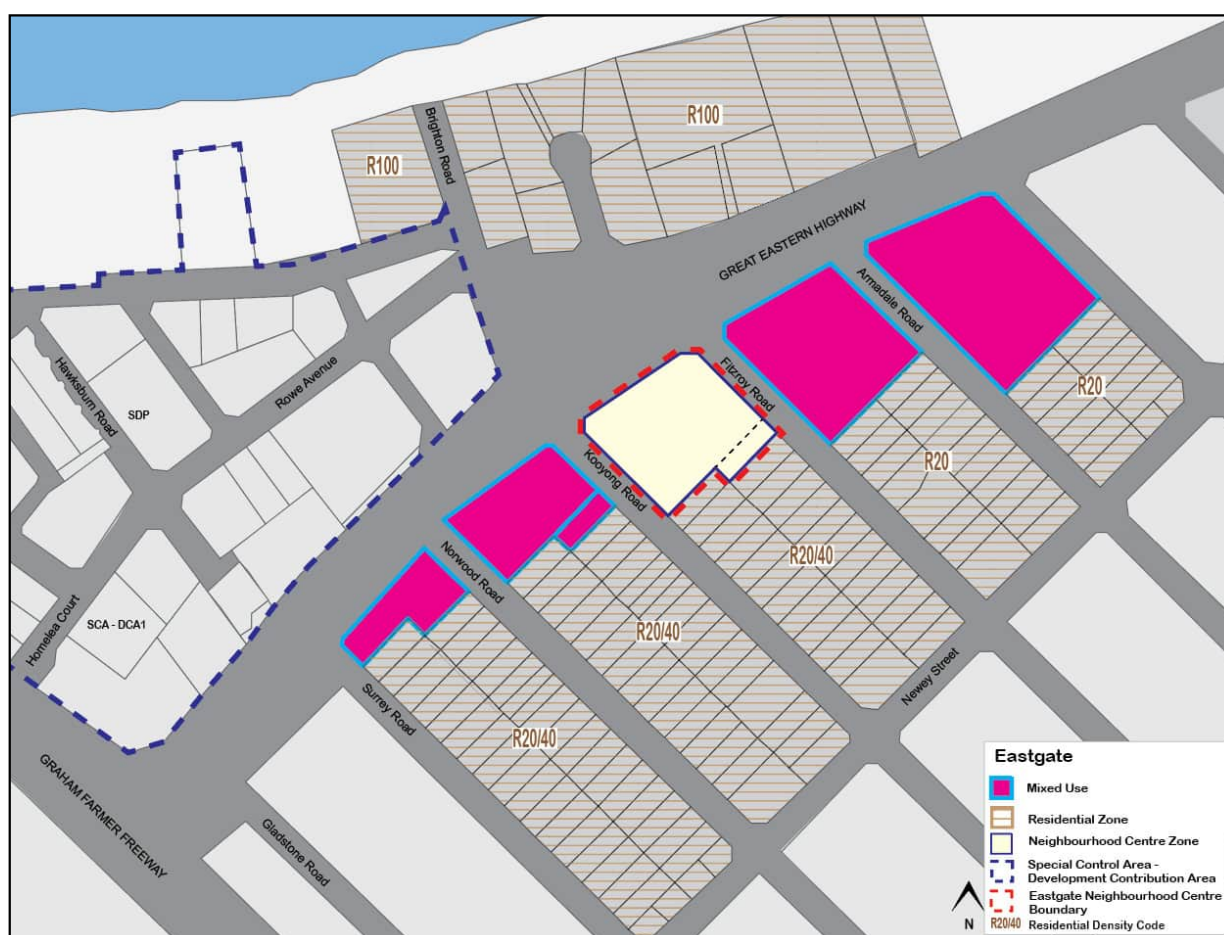 R100
Brighton Road
R100
GREAT EASTERN HIGHWAY
Armadale Road
Fitzroy Road
Hawksburn Road
Rowe Avenue
SDP
R20
R20
Kooyong Road
Norwood Road
R20/40
R20/40
R20/40
Homelea Court
SCA - DCA1
Surrey Road
Newey Street
GRAHAM FARMER FREEWAY
Gladstone Road
Eastgate
Mixed Use
Residential Zone
Neighbourhood Centre Zone
Special Control Area -
Development Contribution Area
Eastgate Neighbourhood Centre
Boundary
R20/40 Residential Density Code
N